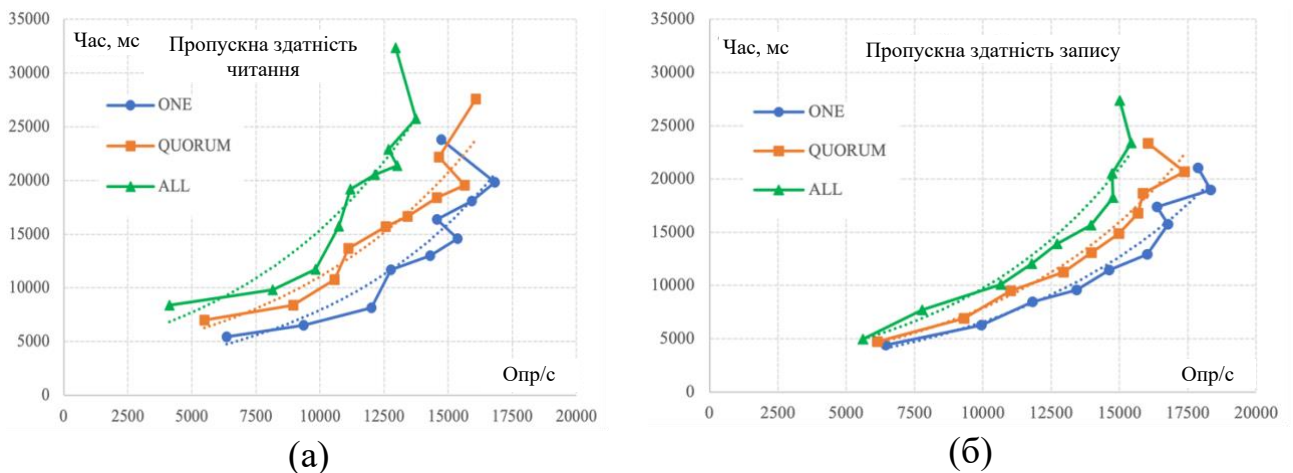 35000
Час, мс
Пропускна здатність
читання
30000
ONE
25000
QUORUM
20000
ALL
15000
10000
5000
Опр/с
0
0 2500 5000 7500 10000 12500 15000 17500 20000
(а)
35000
Час, мс
Пропускна здатність запису
30000
ONE
25000
QUORUM
20000
ALL
15000
10000
5000
Опр/с
0
0 2500 5000 7500 10000 12500 15000 17500 20000
(б)